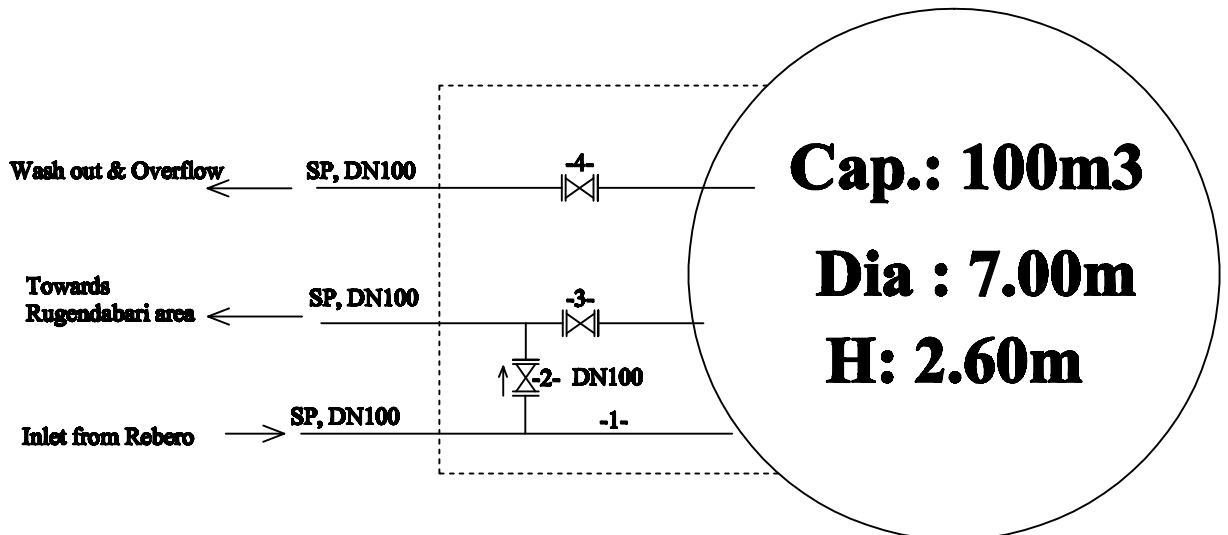 Wash out & Overflow
SP, DN100
-4-
Cap.: 100m3
Towards
Rugendabari area
SP, DN100
-3-
Dia : 7.00m
-2- DN100
H: 2.60m
Inlet from Rebero
SP, DN100
-1-